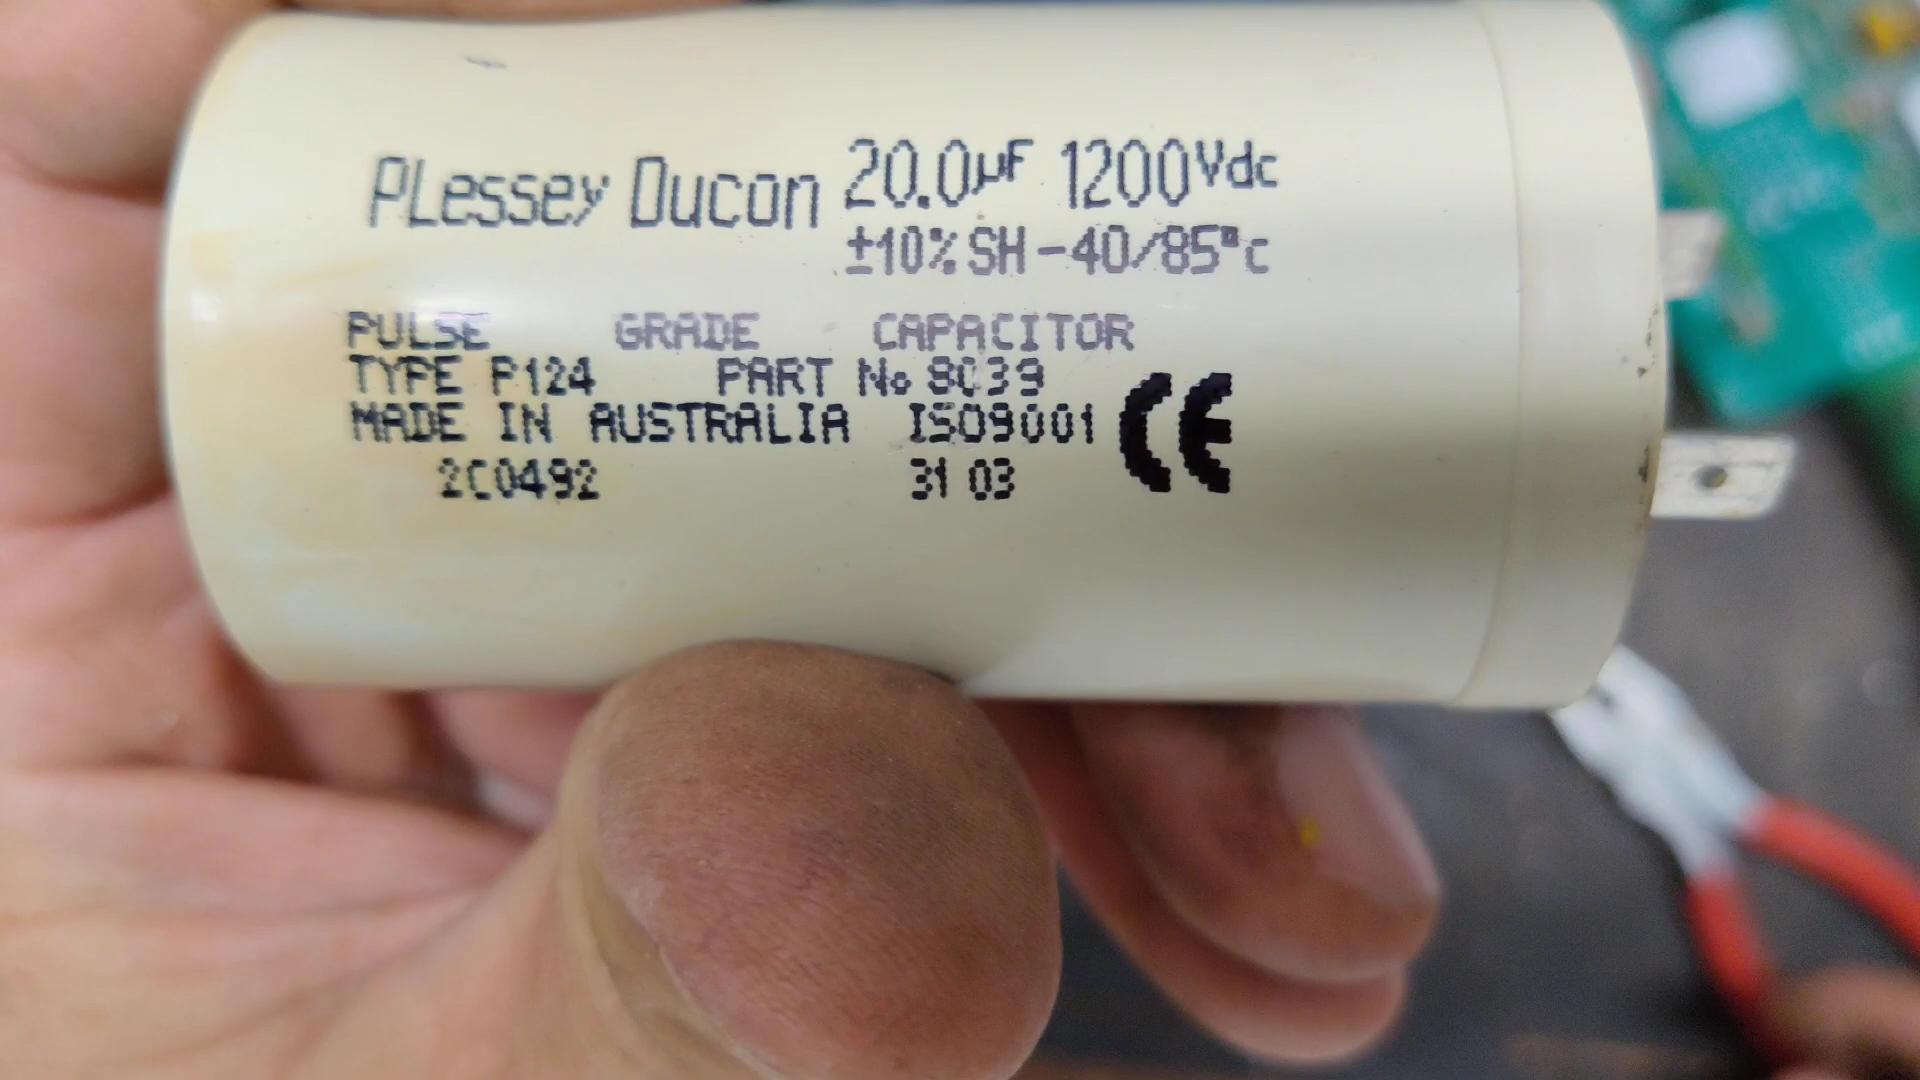 PLessey Ducon 20.0µF 1200Vdc
±10% SH -40/85°c
PULSE GRADE CAPACITOR
TYPE P124 PART No 8039
MADE IN AUSTRALIA ISO9001 CE
2C0492 31 03